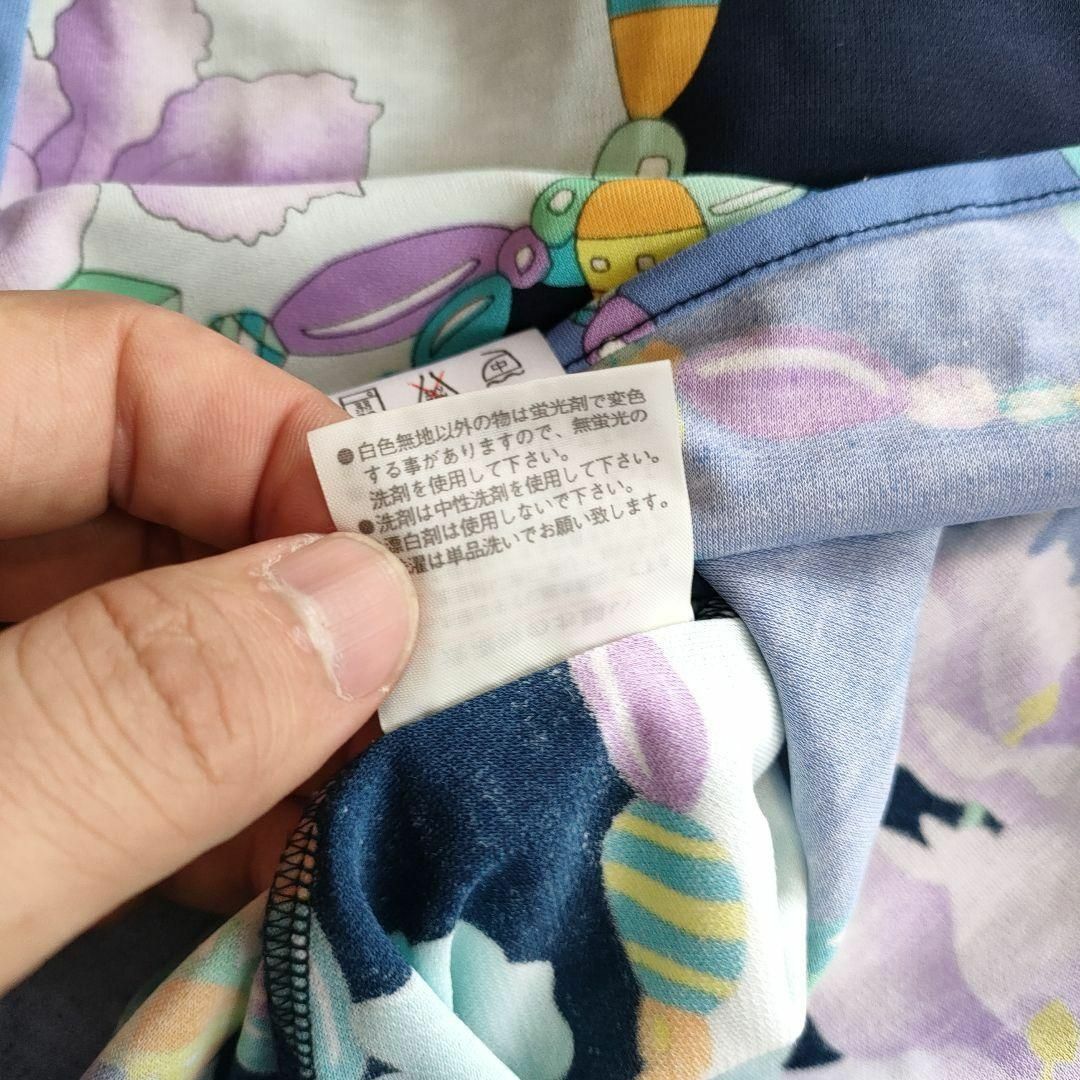 弱
中
●白色無地以外の物は蛍光剤で変色
する事がありますので、無蛍光の
洗剤を使用して下さい。
●洗剤は中性洗剤を使用して下さい。
漂白剤は使用しないで下さい。
濯は単品洗いでお願い致します。